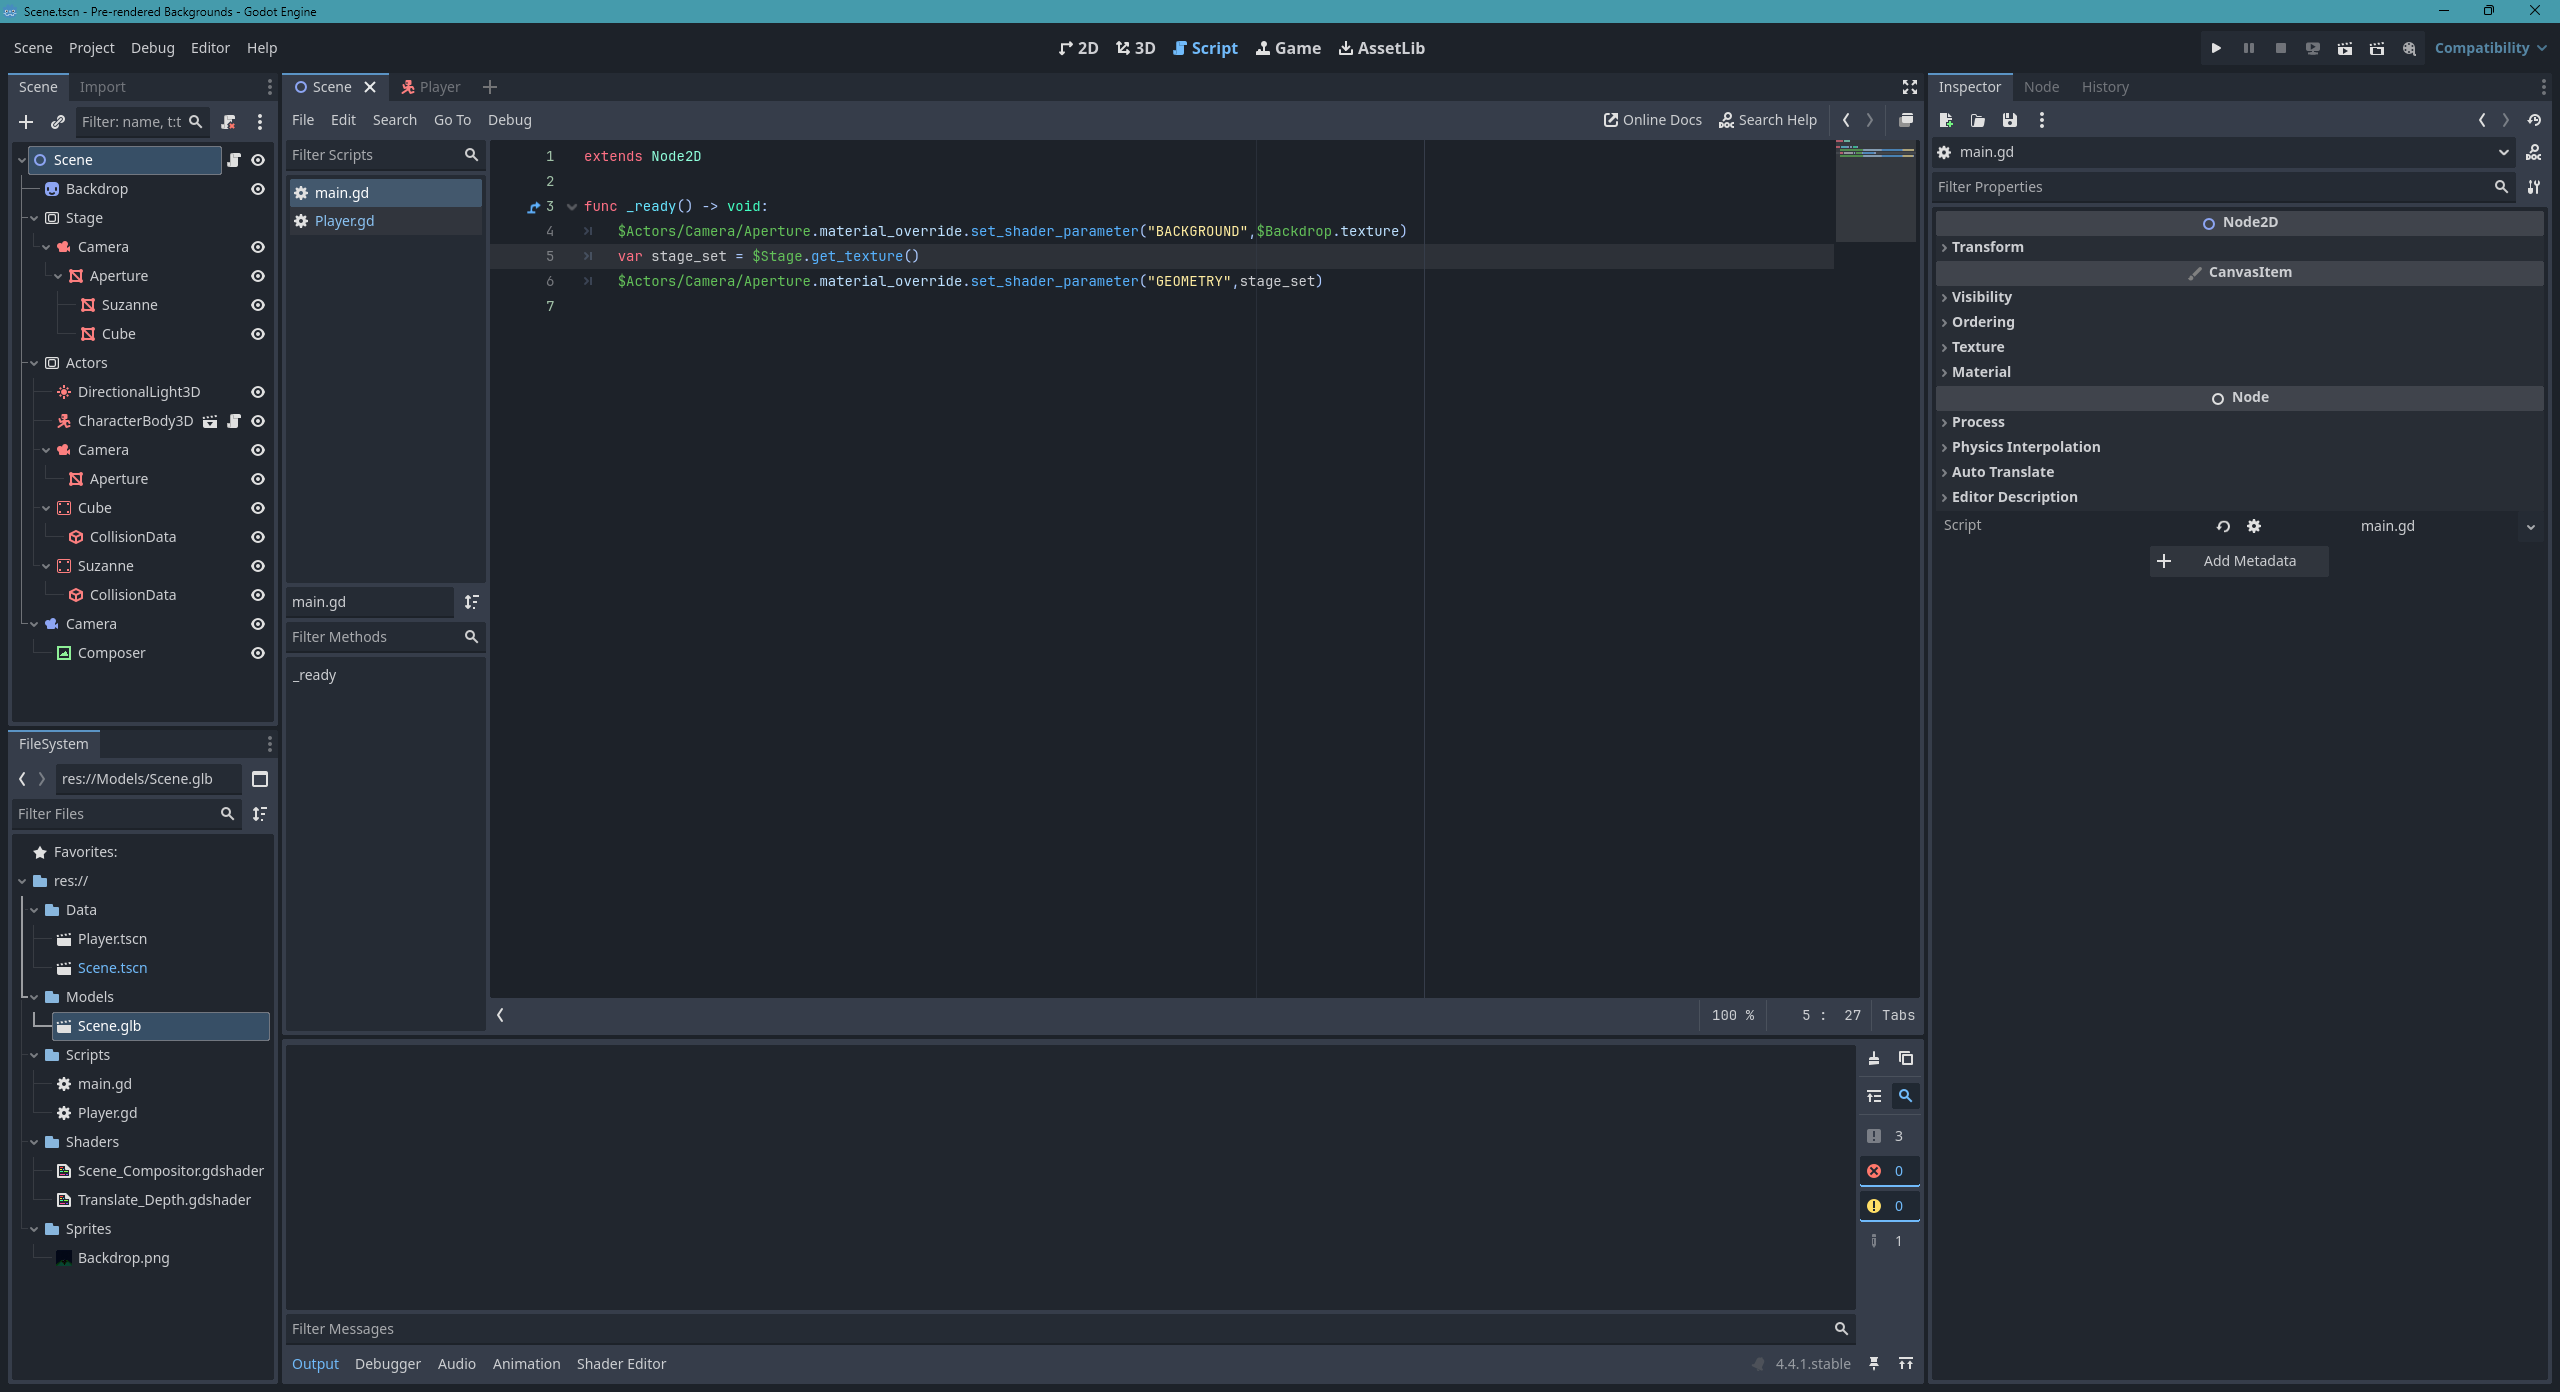 Scene.tscn - Pre-rendered Backgrounds - Godot Engine
Scene Project Debug Editor Help
2D 3D Script Game AssetLib
Compatibility
Scene Import
Filter: name, t:t
Scene
Backdrop
Stage
Camera
Aperture
Suzanne
Cube
Actors
DirectionalLight3D
CharacterBody3D
Camera
Aperture
Cube
CollisionData
Suzanne
CollisionData
Camera
Composer
FileSystem
res://Models/Scene.glb
Filter Files
Favorites:
res://
Data
Player.tscn
Scene.tscn
Models
Scene.glb
Scripts
main.gd
Player.gd
Shaders
Scene_Compositor.gdshader
Translate_Depth.gdshader
Sprites
Backdrop.png
Scene Player
File Edit Search Go To Debug
Online Docs Search Help
Filter Scripts
main.gd
Player.gd
main.gd
Filter Methods
_ready
1 extends Node2D
2
3 func _ready() -> void:
4 $Actors/Camera/Aperture.material_override.set_shader_parameter("BACKGROUND",$Backdrop.texture)
5 var stage_set = $Stage.get_texture()
6 $Actors/Camera/Aperture.material_override.set_shader_parameter("GEOMETRY",stage_set)
7
100 % 5 : 27 Tabs
3
0
0
1
Filter Messages
Output Debugger Audio Animation Shader Editor
4.4.1.stable
Inspector Node History
main.gd
Filter Properties
Node2D
Transform
CanvasItem
Visibility
Ordering
Texture
Material
Node
Process
Physics Interpolation
Auto Translate
Editor Description
Script main.gd
Add Metadata